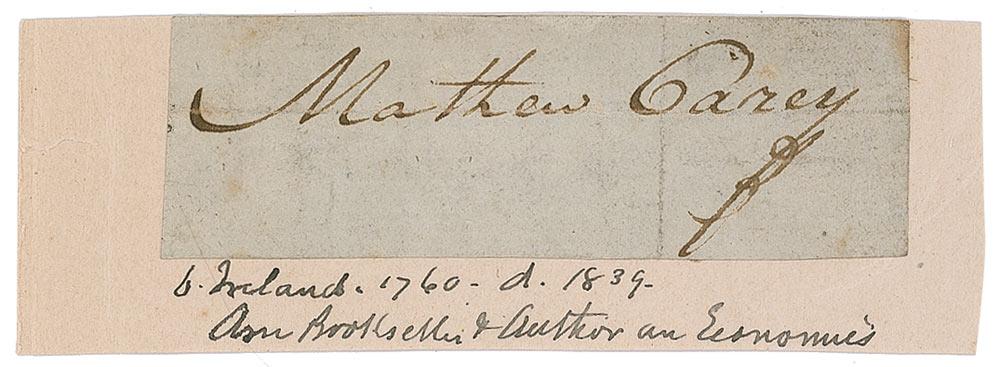 Mathew Carey
b. Ireland. 1760 - d. 1839 -
Am Bookseller & Author on Economics